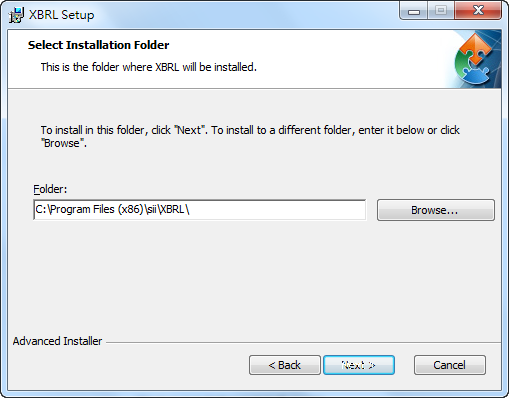 XBRL Setup
Select Installation Folder
This is the folder where XBRL will be installed.
To install in this folder, click "Next". To install to a different folder, enter it below or click
"Browse".
Folder:
C:\Program Files (x86)\sii\XBRL\
Browse...
Advanced Installer
< Back
Next >
Cancel